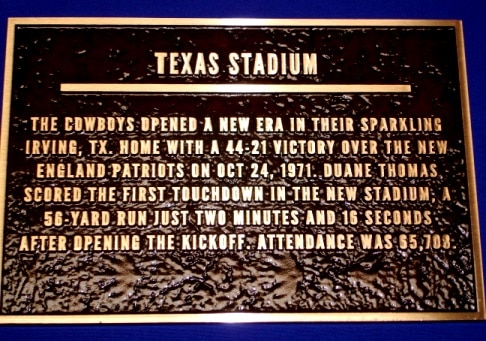 TEXAS STADIUM
THE COWBOYS OPENED A NEW ERA IN THEIR SPARKLING
IRVING, TX. HOME WITH A 44-21 VICTORY OVER THE NEW
ENGLAND PATRIOTS ON OCT 24, 1971. DUANE THOMAS
SCORED THE FIRST TOUCHDOWN IN THE NEW STADIUM, A
56-YARD RUN JUST TWO MINUTES AND 16 SECONDS
AFTER OPENING THE KICKOFF. ATTENDANCE WAS 65,708.